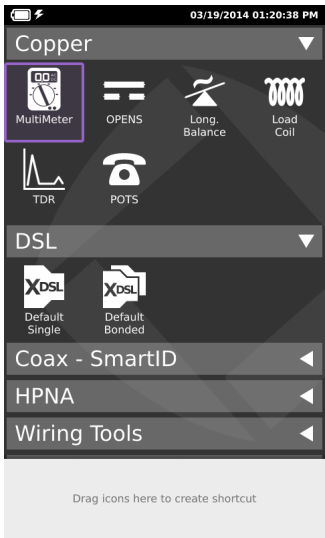 03/19/2014 01:20:38 PM
Copper
MultiMeter
OPENS
Long.
Balance
Load
Coil
TDR
POTS
DSL
XDSL
XDSL
Default
Single
Default
Bonded
Coax - SmartID
HPNA
Wiring Tools
Drag icons here to create shortcut